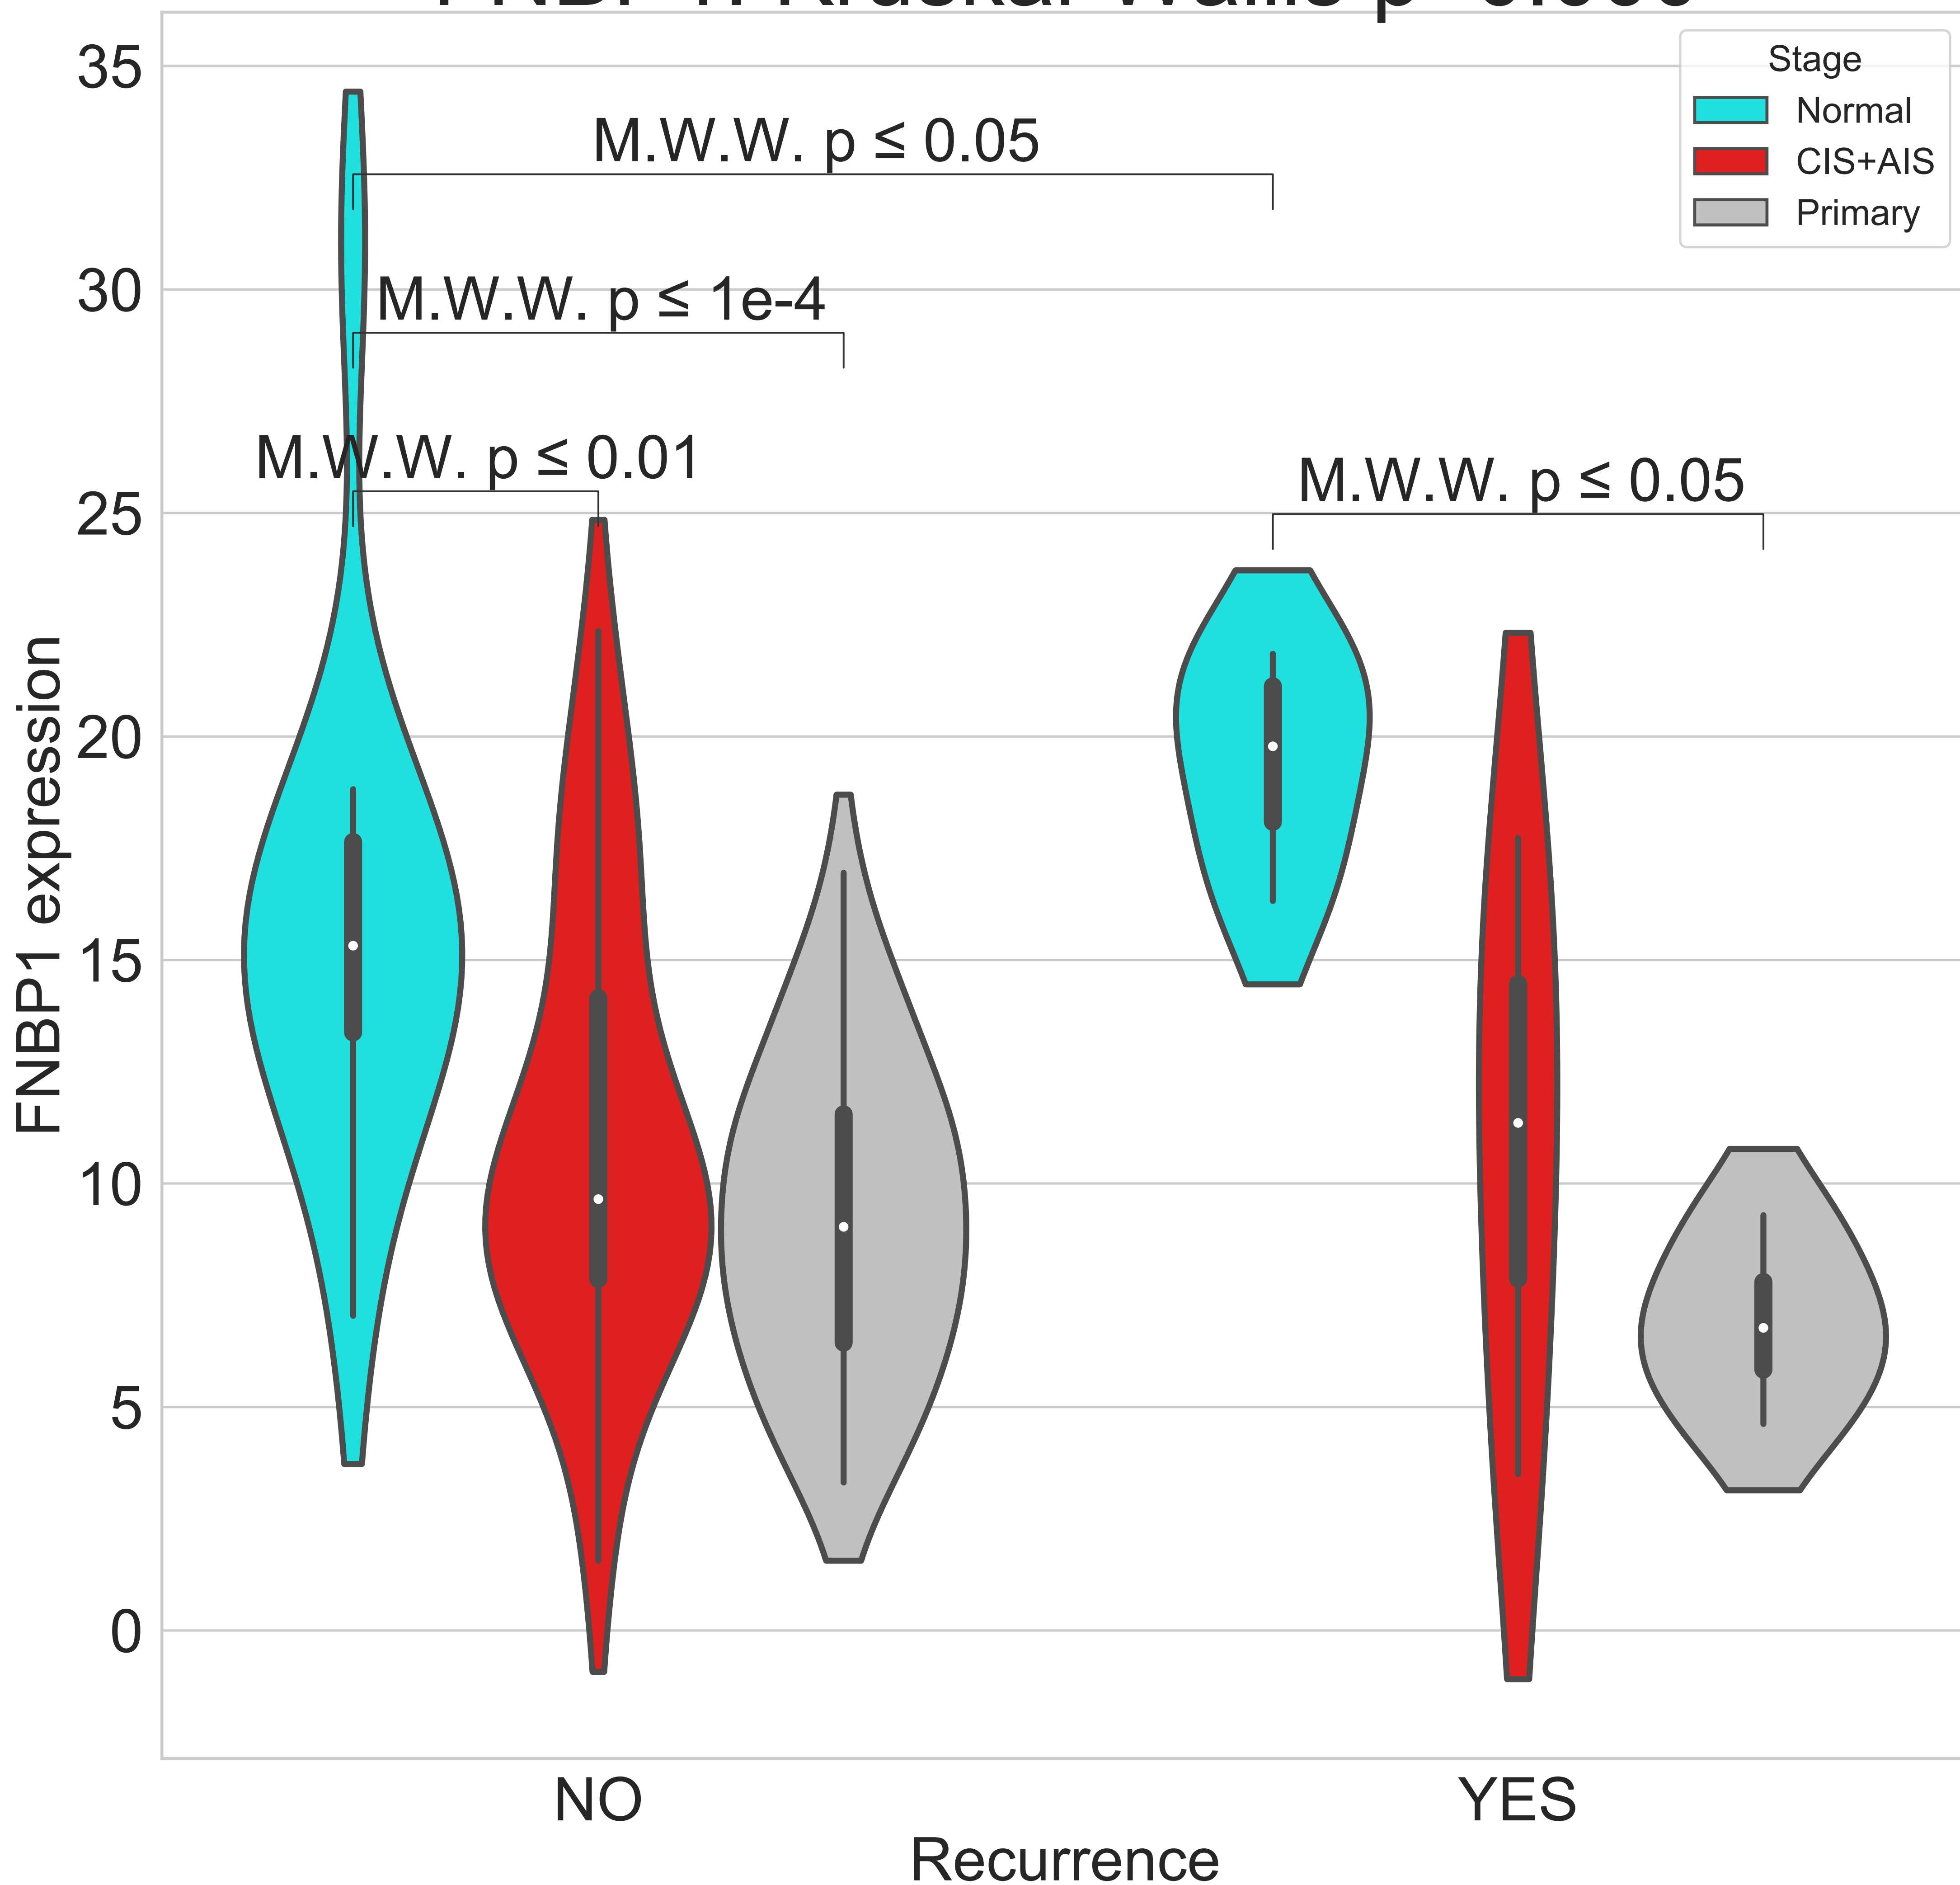 35
30
25
20
15
10
5
0
FNBP1 expression
M.W.W. p ≤ 0.05
M.W.W. p ≤ 1e-4
M.W.W. p ≤ 0.01
M.W.W. p ≤ 0.05
Stage
Normal
CIS+AIS
Primary
NO
YES
Recurrence